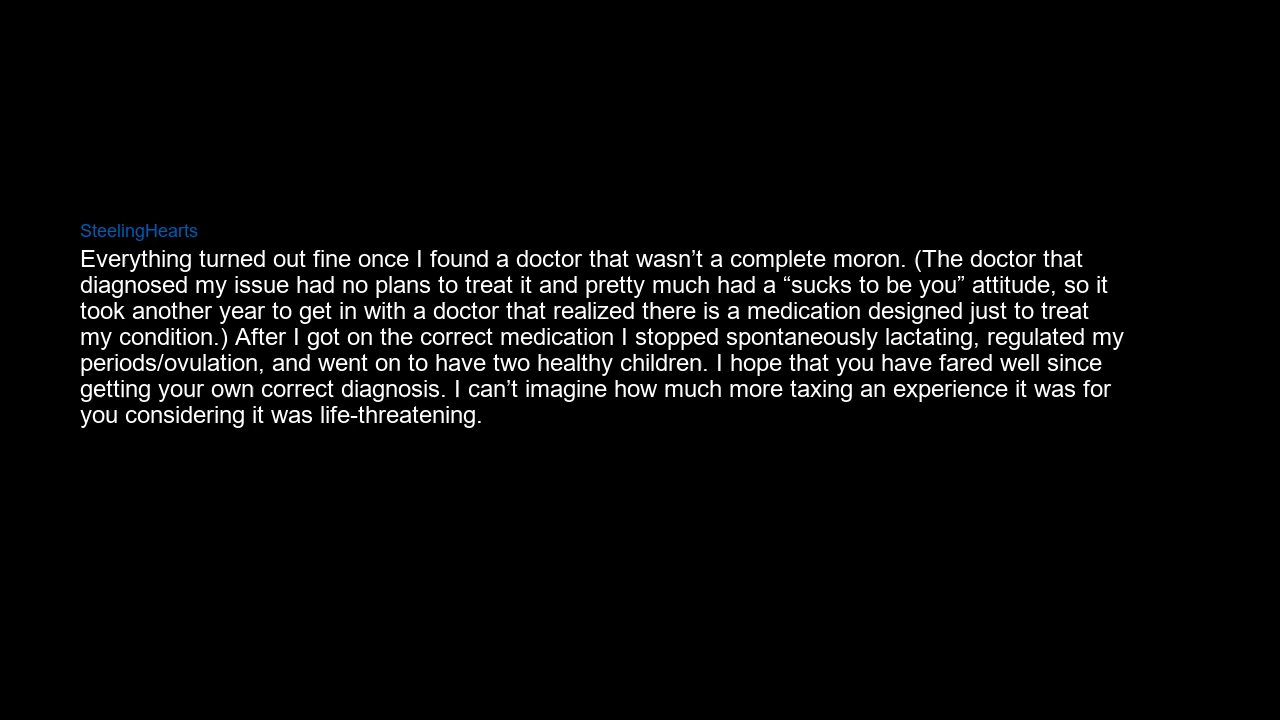 SteelingHearts
Everything turned out fine once I found a doctor that wasn’t a complete moron. (The doctor that
diagnosed my issue had no plans to treat it and pretty much had a “sucks to be you” attitude, so it
took another year to get in with a doctor that realized there is a medication designed just to treat
my condition.) After I got on the correct medication I stopped spontaneously lactating, regulated my
periods/ovulation, and went on to have two healthy children. I hope that you have fared well since
getting your own correct diagnosis. I can’t imagine how much more taxing an experience it was for
you considering it was life-threatening.